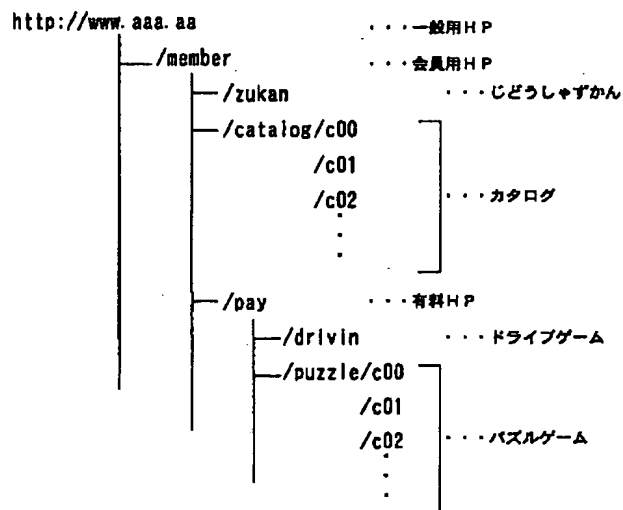 http://www.aaa.aa ・・・一般用HP
/member ・・・会員用HP
/zukan ・・・じどうしゃずかん
/catalog/c00
/c01
/c02 ・・・カタログ
・
・
・
/pay ・・・有料HP
/drivin ・・・ドライブゲーム
/puzzle/c00
/c01
/c02 ・・・パズルゲーム
・
・
・